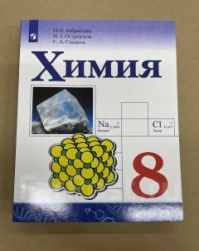 О. С. Габриелян
И. Г. Остроумов
С. А. Сладков
Химия
Na
Cl
8